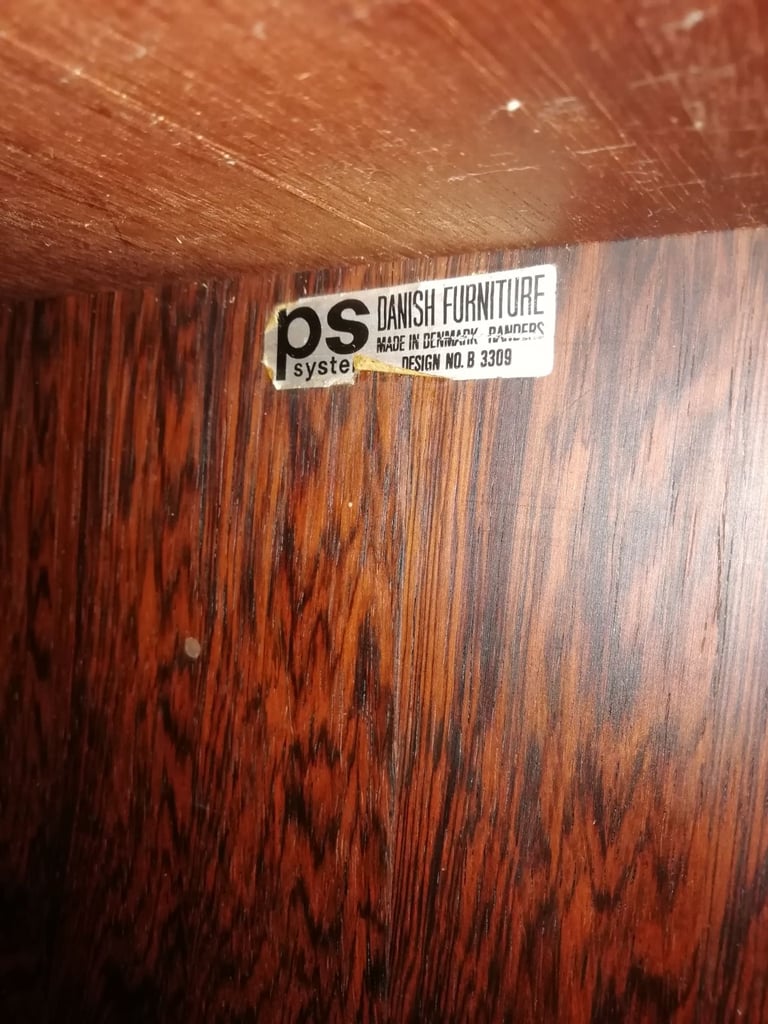 ps
syste
DANISH FURNITURE
MADE IN DENMARK - RANDERS
DESIGN NO. B 3309